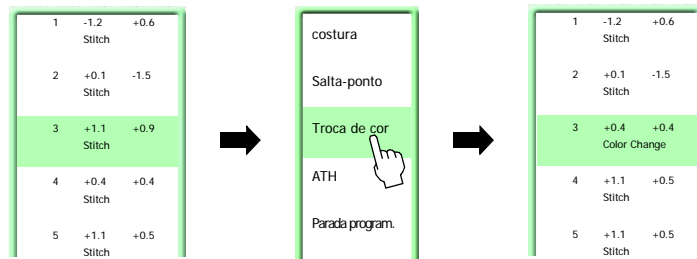 1 -1.2 +0.6
Stitch
2 +0.1 -1.5
Stitch
3 +1.1 +0.9
Stitch
4 +0.4 +0.4
Stitch
5 +1.1 +0.5
Stitch
costura
Salta-ponto
Troca de cor
ATH
Parada program.
1 -1.2 +0.6
Stitch
2 +0.1 -1.5
Stitch
3 +0.4 +0.4
Color Change
4 +1.1 +0.5
Stitch
5 +1.1 +0.5
Stitch